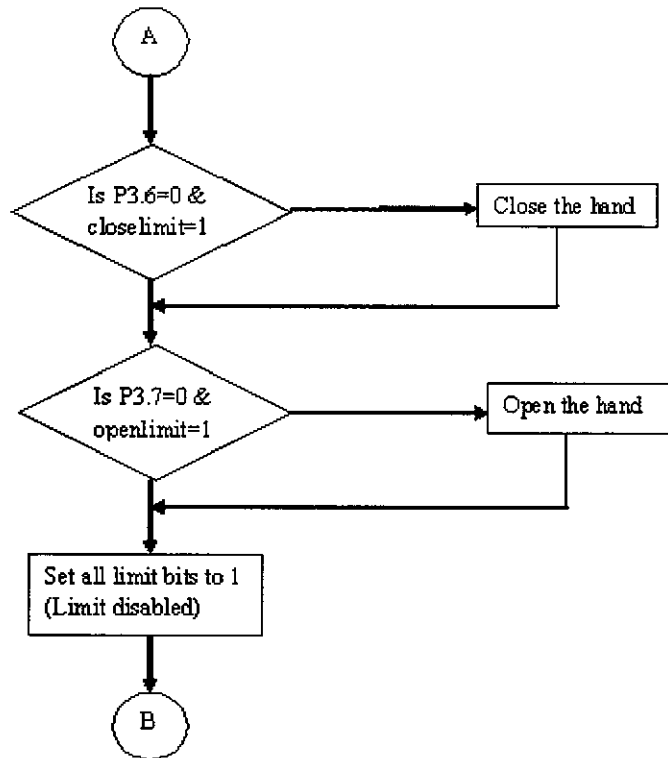 A
Is P3.6=0 &
closelimit=1
Close the hand
Is P3.7=0 &
openlimit=1
Open the hand
Set all limit bits to 1
(Limit disabled)
B